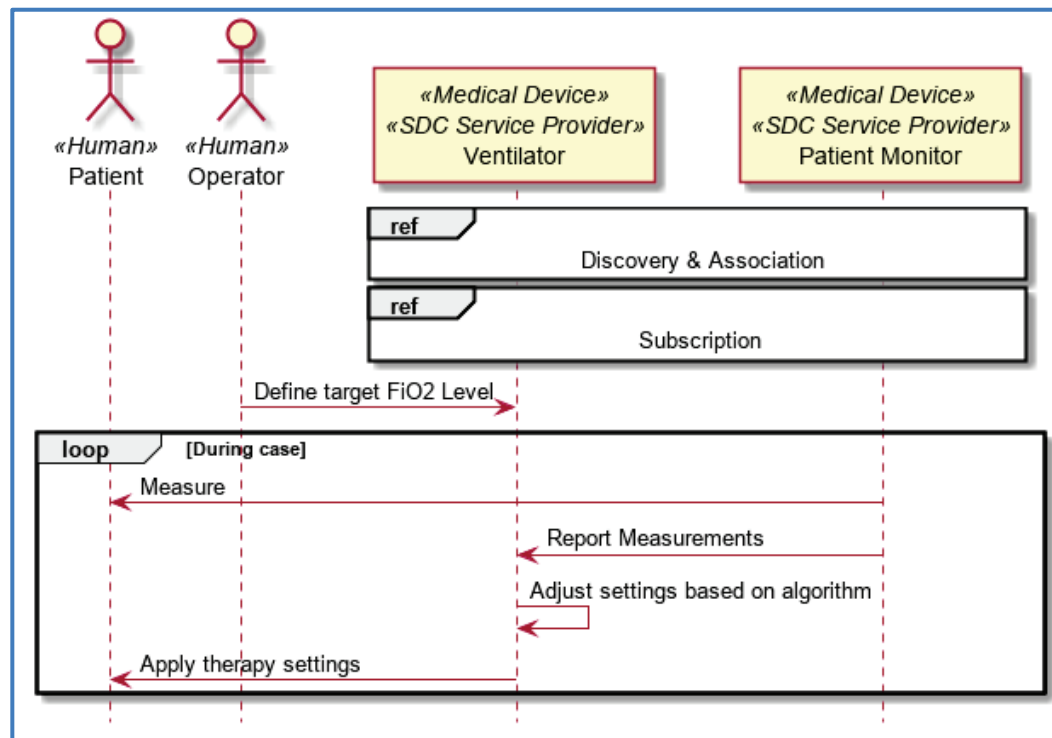 «Human»
Patient
«Human»
Operator
«Medical Device»
«SDC Service Provider»
Ventilator
«Medical Device»
«SDC Service Provider»
Patient Monitor
ref
Discovery & Association
ref
Subscription
Define target FiO2 Level
loop [During case]
Measure
Report Measurements
Adjust settings based on algorithm
Apply therapy settings